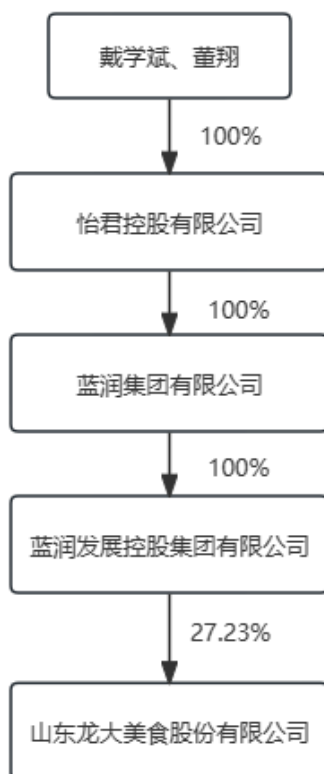 戴学斌、董翔
100%
怡君控股有限公司
100%
蓝润集团有限公司
100%
蓝润发展控股集团有限公司
27.23%
山东龙大美食股份有限公司